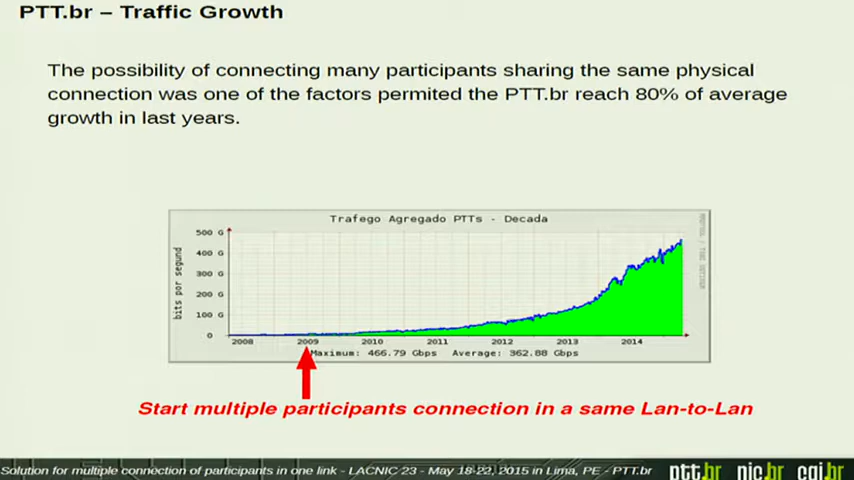 PTT.br – Traffic Growth
The possibility of connecting many participants sharing the same physical
connection was one of the factors permited the PTT.br reach 80% of average
growth in last years.
Trafego Agregado PTTs - Decada
bits por segund
500 G
400 G
300 G
200 G
100 G
0
2008 2009 2010 2011 2012 2013 2014
Maximum: 466.79 Gbps Average: 362.88 Gbps
Start multiple participants connection in a same Lan-to-Lan
Solution for multiple connection of participants in one link - LACNIC 23 - May 18-22, 2015 in Lima, PE - PTT.br
ptt.br nic.br cgi.br